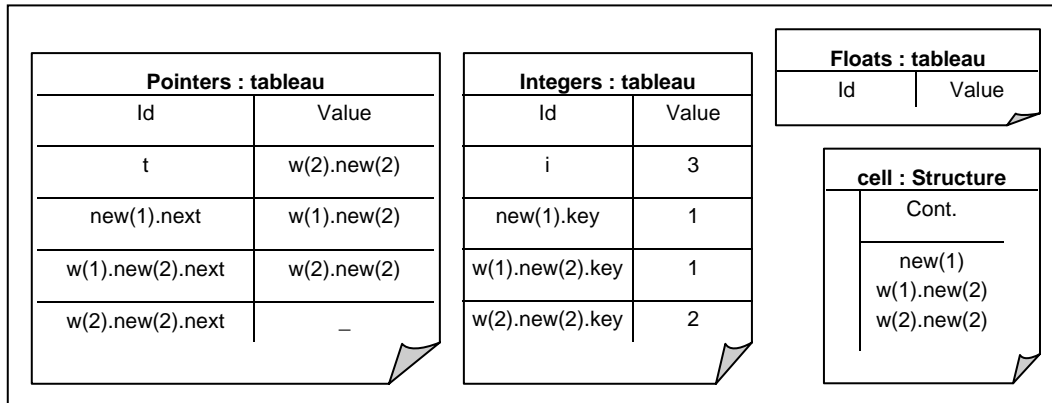 Pointers : tableau
Id Value
t w(2).new(2)
new(1).next w(1).new(2)
w(1).new(2).next w(2).new(2)
w(2).new(2).next _
Integers : tableau
Id Value
i 3
new(1).key 1
w(1).new(2).key 1
w(2).new(2).key 2
Floats : tableau
Id Value
cell : Structure
Cont.
new(1)
w(1).new(2)
w(2).new(2)